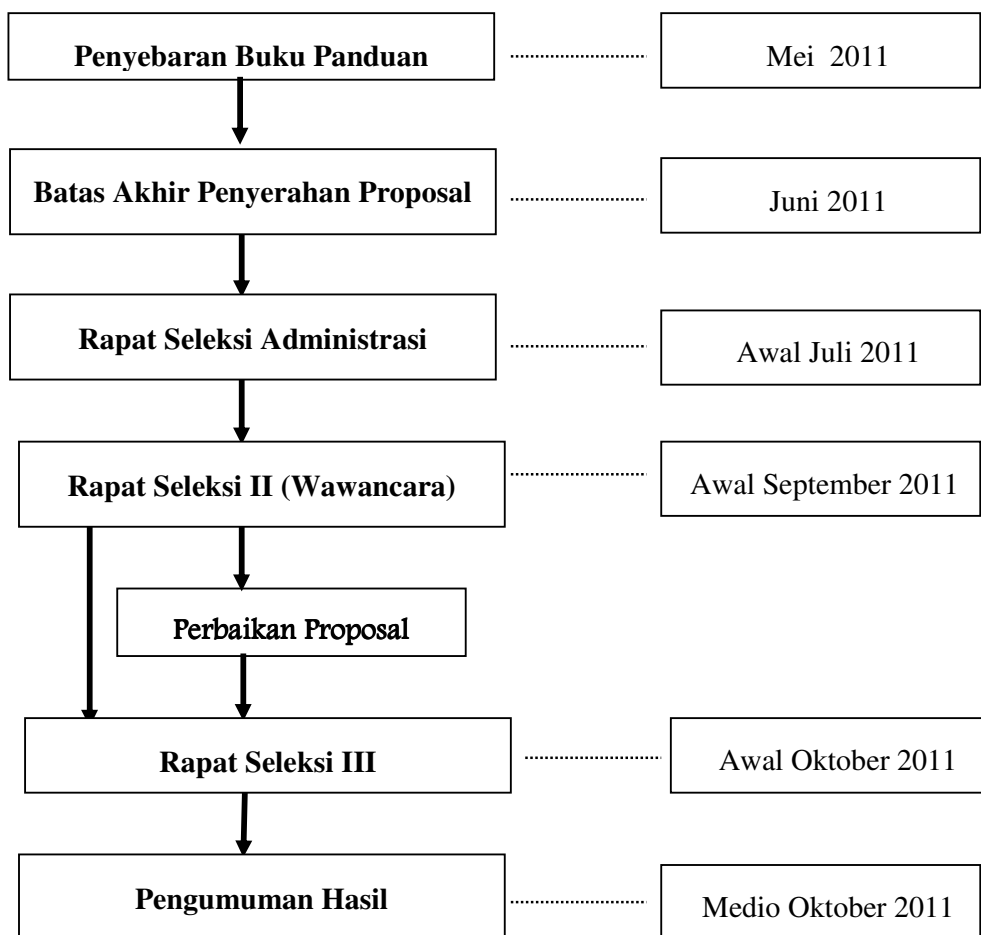 Penyebaran Buku Panduan
Mei 2011
Batas Akhir Penyerahan Proposal
Juni 2011
Rapat Seleksi Administrasi
Awal Juli 2011
Rapat Seleksi II (Wawancara)
Awal September 2011
Perbaikan Proposal
Rapat Seleksi III
Awal Oktober 2011
Pengumuman Hasil
Medio Oktober 2011